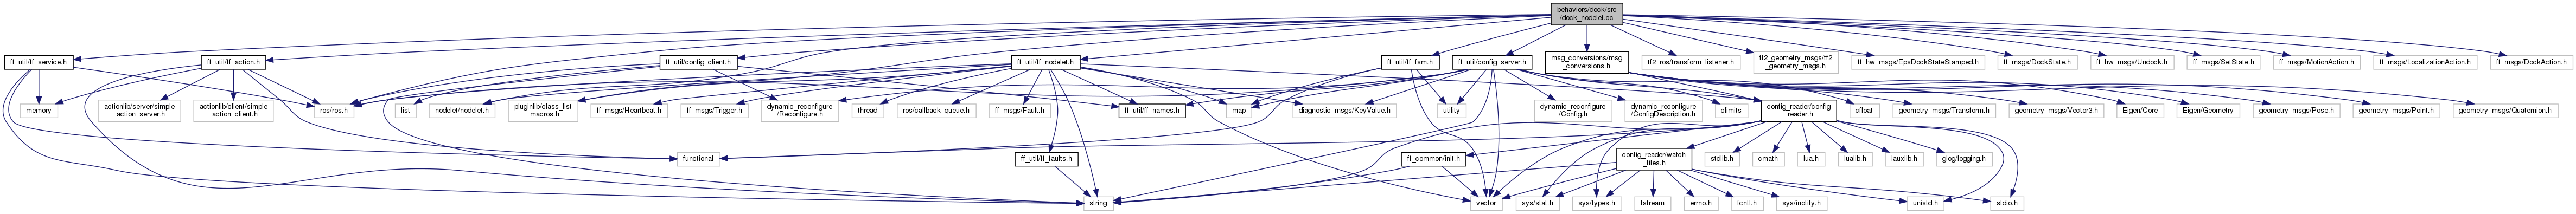 behaviors/dock/src
/dock_nodelet.cc
ff_util/ff_service.h
ff_util/ff_action.h
ff_util/config_client.h
ff_util/ff_nodelet.h
ff_util/ff_fsm.h
ff_util/config_server.h
msg_conversions/msg
_conversions.h
tf2_ros/transform_listener.h
tf2_geometry_msgs/tf2
_geometry_msgs.h
ff_hw_msgs/EpsDockStateStamped.h
ff_msgs/DockState.h
ff_hw_msgs/Undock.h
ff_msgs/SetState.h
ff_msgs/MotionAction.h
ff_msgs/LocalizationAction.h
ff_msgs/DockAction.h
memory
actionlib/server/simple
_action_server.h
actionlib/client/simple
_action_client.h
ros/ros.h
list
nodelet/nodelet.h
pluginlib/class_list
_macros.h
ff_msgs/Heartbeat.h
ff_msgs/Trigger.h
dynamic_reconfigure
/Reconfigure.h
thread
ros/callback_queue.h
ff_msgs/Fault.h
ff_util/ff_names.h
map
diagnostic_msgs/KeyValue.h
utility
dynamic_reconfigure
/Config.h
dynamic_reconfigure
/ConfigDescription.h
climits
config_reader/config
_reader.h
cfloat
geometry_msgs/Transform.h
geometry_msgs/Vector3.h
Eigen/Core
Eigen/Geometry
geometry_msgs/Pose.h
geometry_msgs/Point.h
geometry_msgs/Quaternion.h
functional
ff_util/ff_faults.h
ff_common/init.h
config_reader/watch
_files.h
stdlib.h
cmath
lua.h
lualib.h
lauxlib.h
glog/logging.h
string
vector
sys/stat.h
sys/types.h
fstream
errno.h
fcntl.h
sys/inotify.h
unistd.h
stdio.h